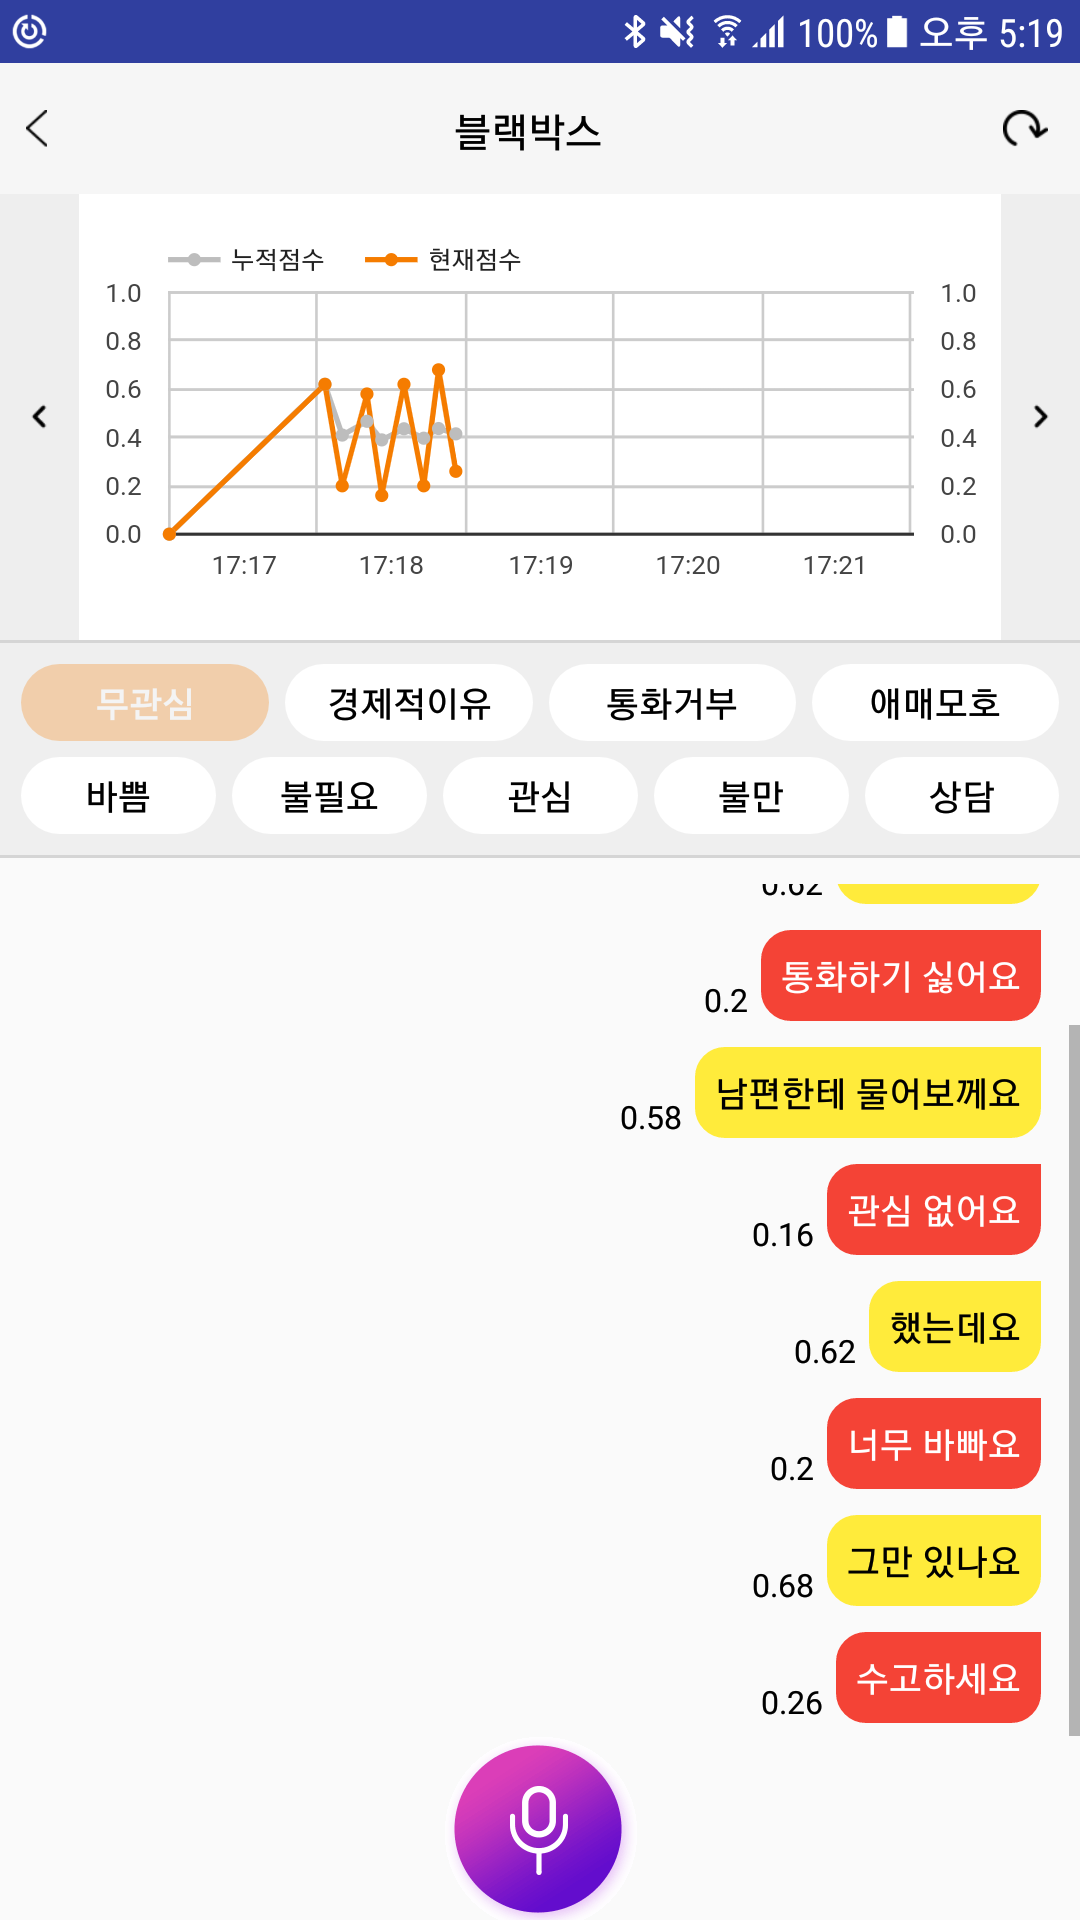 100% 오후 5:19
블랙박스
누적점수 현재점수
1.0 1.0
0.8 0.8
0.6 0.6
0.4 0.4
0.2 0.2
0.0 0.0
17:17 17:18 17:19 17:20 17:21
무관심 경제적이유 통화거부 애매모호
바쁨 불필요 관심 불만 상담
0.62
0.2 통화하기 싫어요
0.58 남편한테 물어보께요
0.16 관심 없어요
0.62 했는데요
0.2 너무 바빠요
0.68 그만 있나요
0.26 수고하세요